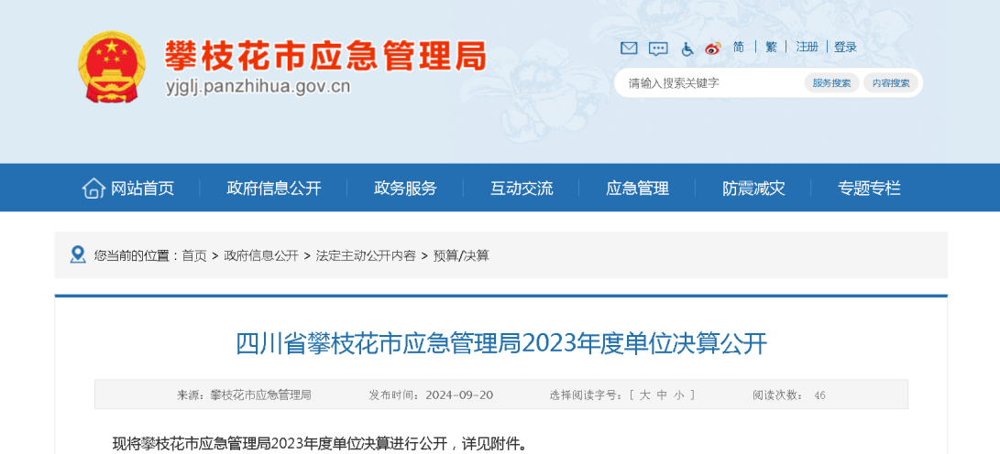 攀枝花市应急管理局
yjglj.panzhihua.gov.cn
简 | 繁 | 注册 | 登录
请输入搜索关键字 服务搜索 内容搜索
网站首页 政府信息公开 政务服务 互动交流 应急管理 防震减灾 专题专栏
您当前的位置：首页 > 政府信息公开 > 法定主动公开内容 > 预算/决算
四川省攀枝花市应急管理局2023年度单位决算公开
来源：攀枝花市应急管理局 发布时间：2024-09-20 选择阅读字号：[ 大 中 小 ] 阅读次数： 46
现将攀枝花市应急管理局2023年度单位决算进行公开，详见附件。